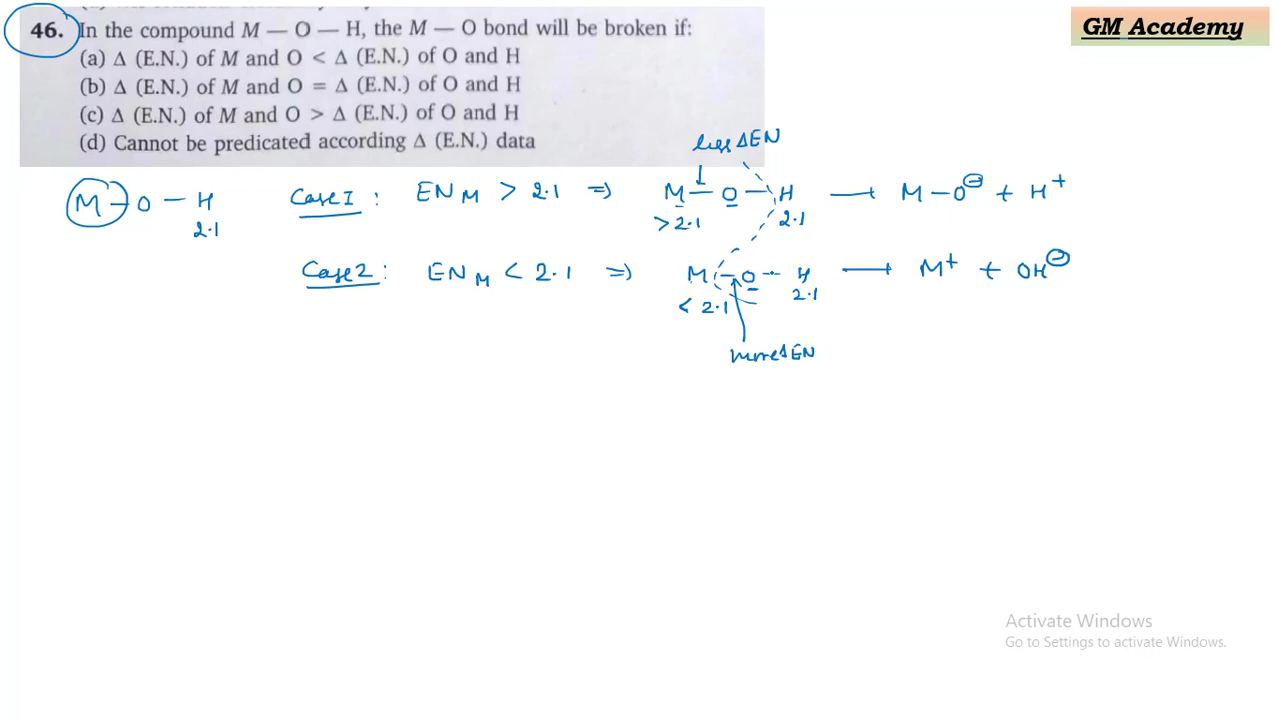 GM Academy
46. In the compound M — O — H, the M — O bond will be broken if:
(a) Δ (E.N.) of M and O < Δ (E.N.) of O and H
(b) Δ (E.N.) of M and O = Δ (E.N.) of O and H
(c) Δ (E.N.) of M and O > Δ (E.N.) of O and H
(d) Cannot be predicated according Δ (E.N.) data
less ΔEN
M – O – H
2.1
Case 1 : EN M > 2.1 ⇒ M – O – H → M – O⊖ + H+
> 2.1 2.1
Case 2 : EN M < 2.1 ⇒ M – O – H → M+ + OH⊖
< 2.1 2.1
more ΔEN
Activate Windows
Go to Settings to activate Windows.